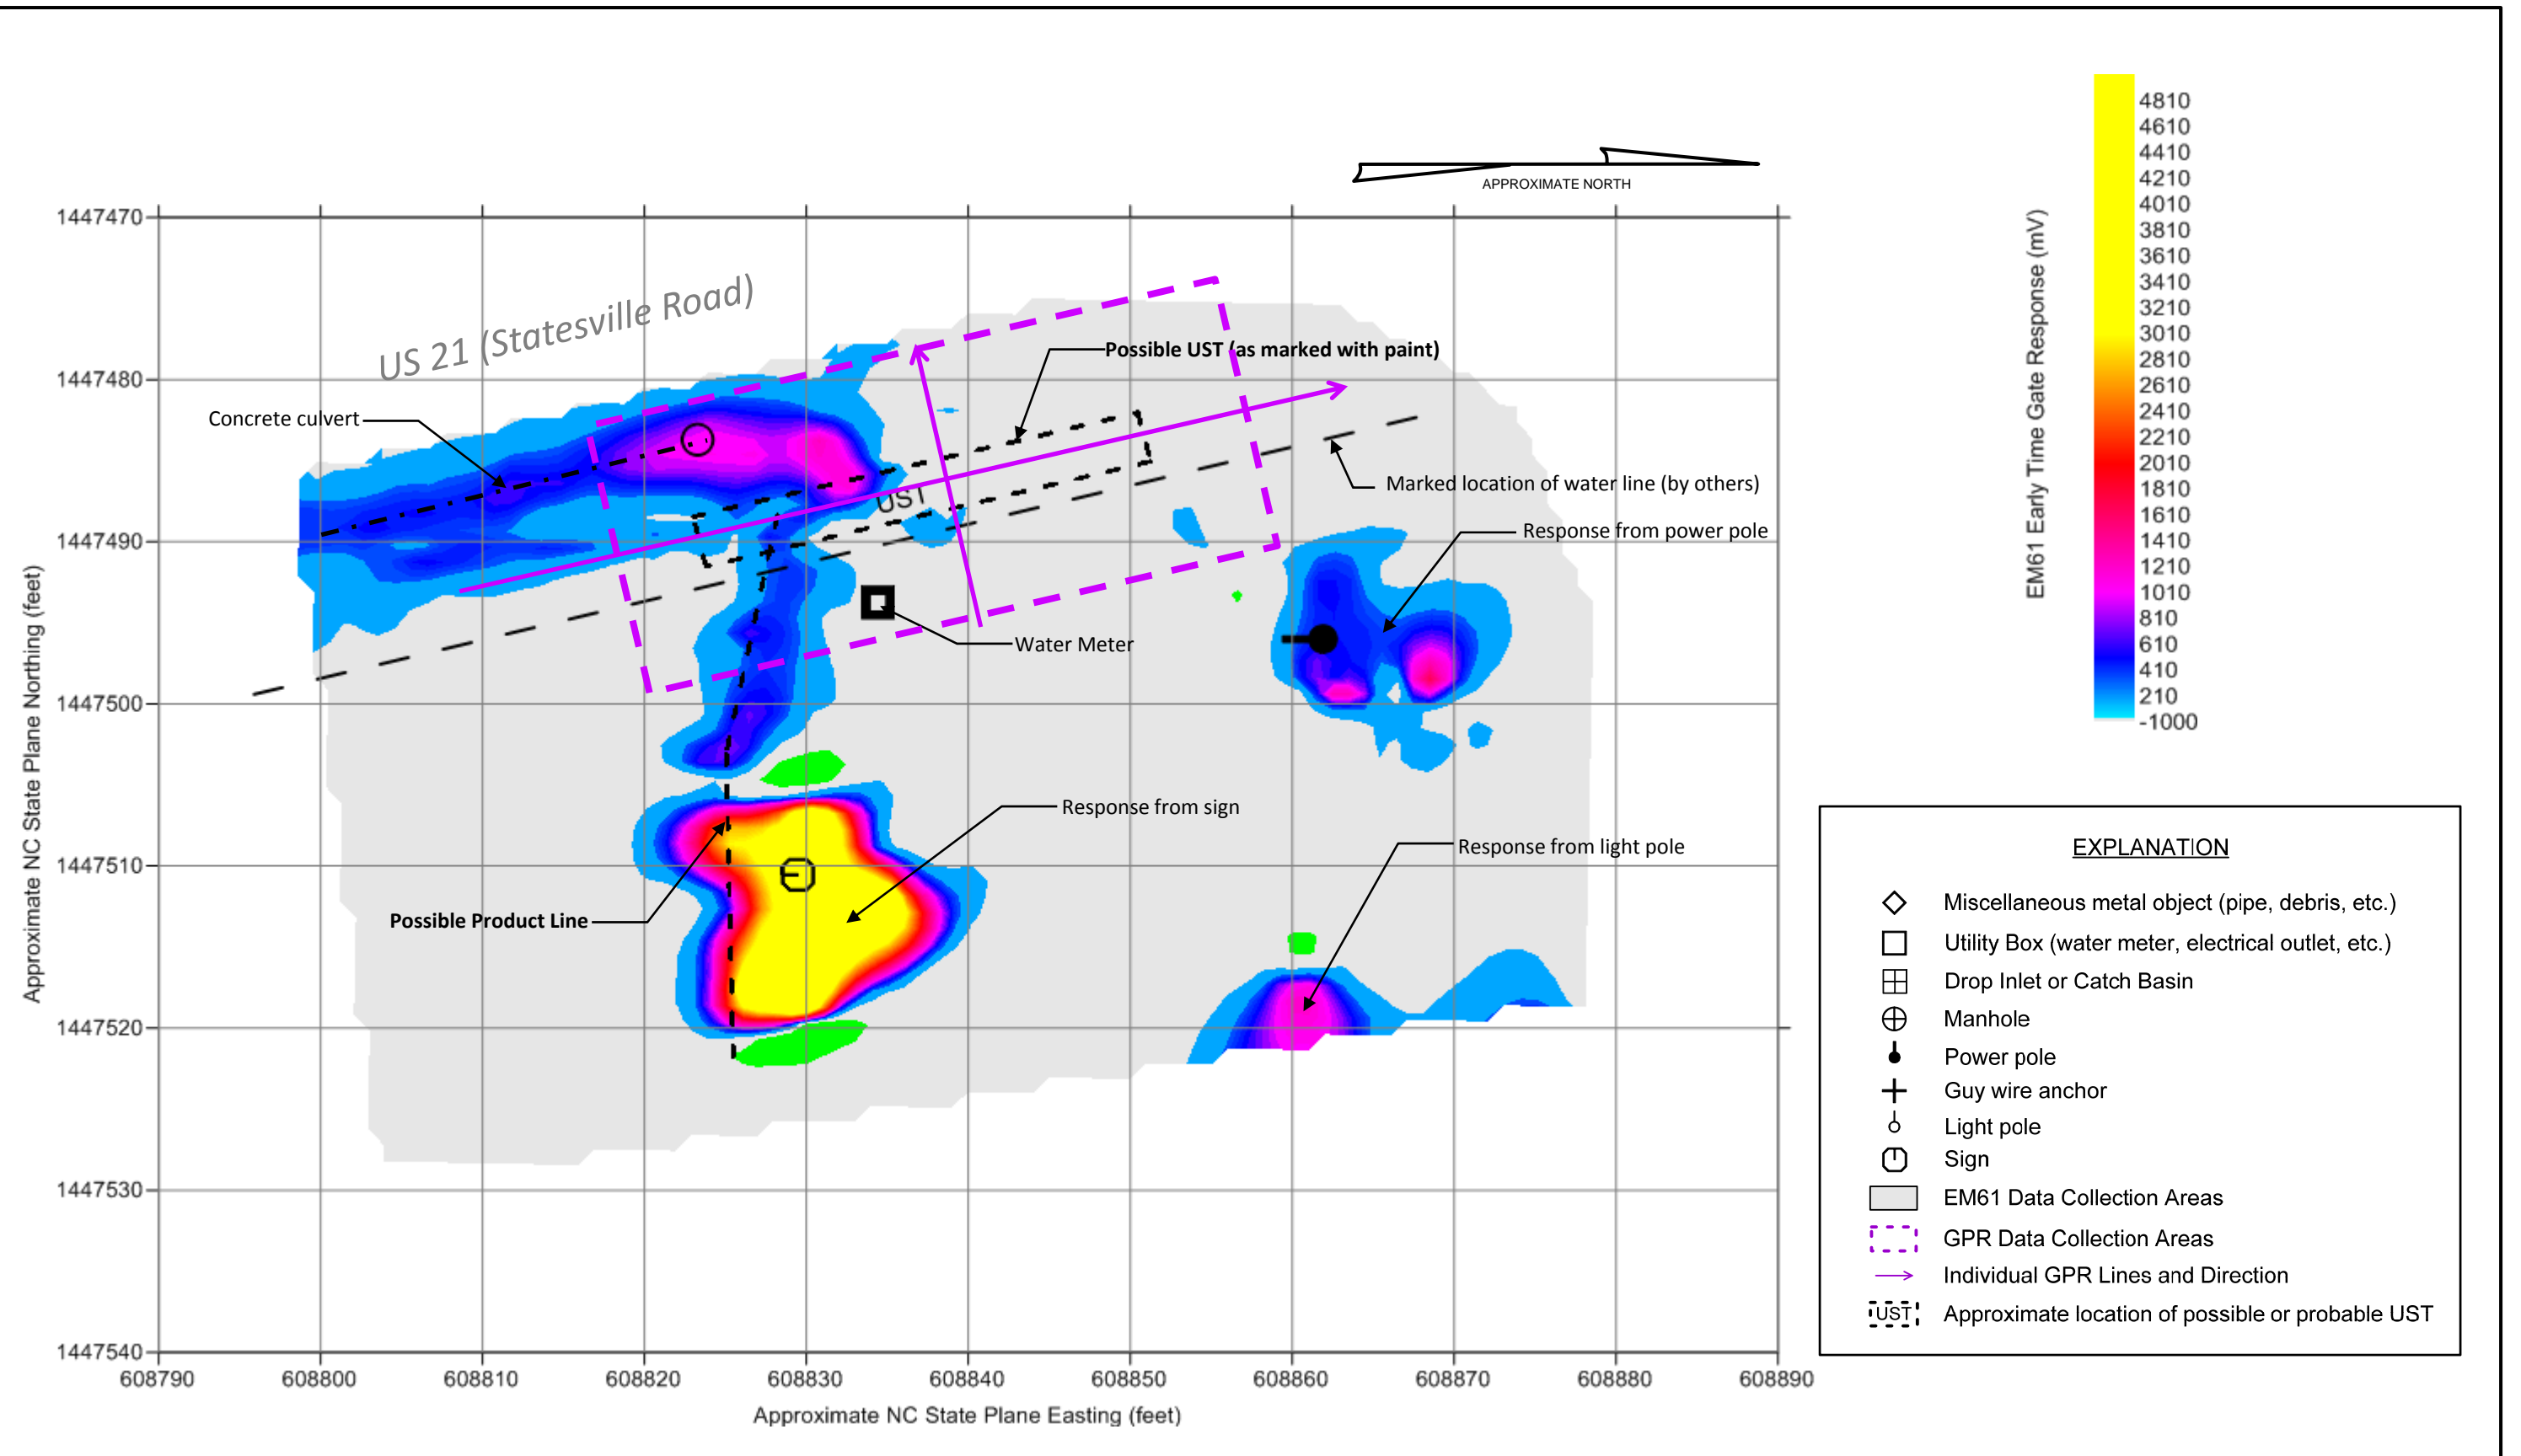 APPROXIMATE NORTH
US 21 (Statesville Road)
Possible UST (as marked with paint)
Concrete culvert
UST
Marked location of water line (by others)
Response from power pole
Water Meter
Response from sign
Response from light pole
Possible Product Line
1447470
1447480
1447490
1447500
1447510
1447520
1447530
1447540
Approximate NC State Plane Northing (feet)
608790 608800 608810 608820 608830 608840 608850 608860 608870 608880 608890
Approximate NC State Plane Easting (feet)
EM61 Early Time Gate Response (mV)
4810
4610
4410
4210
4010
3810
3610
3410
3210
3010
2810
2610
2410
2210
2010
1810
1610
1410
1210
1010
810
610
410
210
-1000
EXPLANATION
Miscellaneous metal object (pipe, debris, etc.)
Utility Box (water meter, electrical outlet, etc.)
Drop Inlet or Catch Basin
Manhole
Power pole
Guy wire anchor
Light pole
Sign
EM61 Data Collection Areas
GPR Data Collection Areas
Individual GPR Lines and Direction
UST Approximate location of possible or probable UST